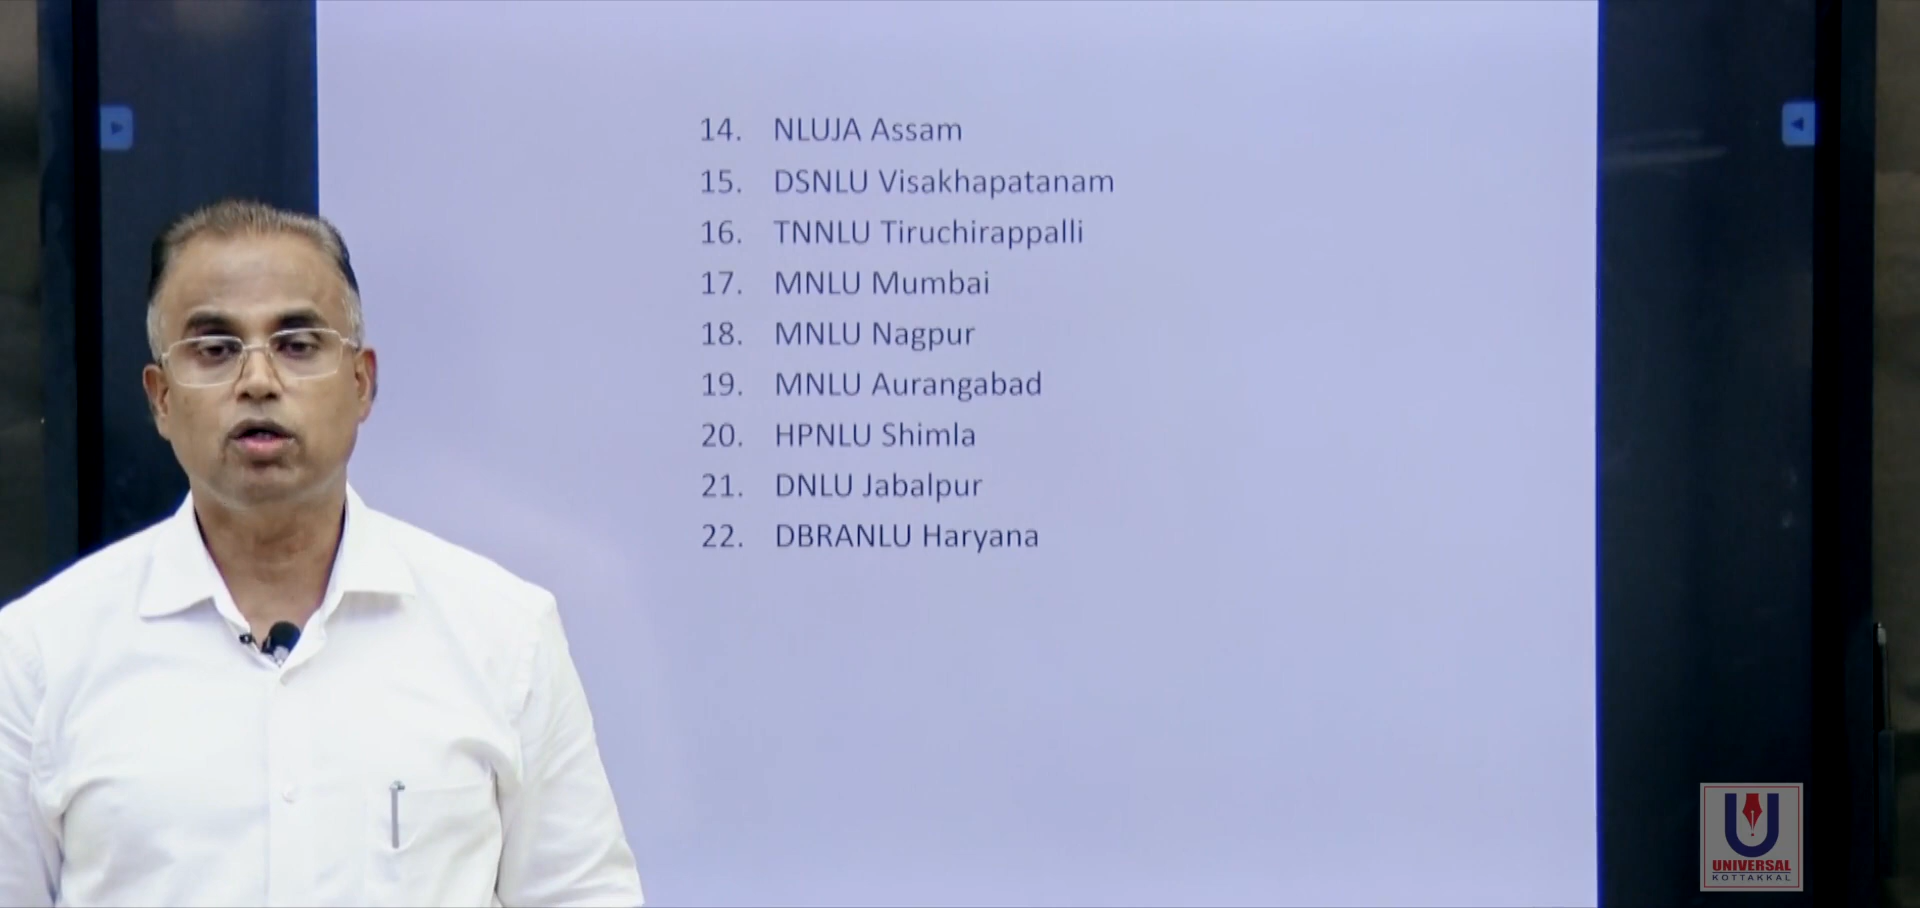 14. NLUJA Assam
15. DSNLU Visakhapatanam
16. TNNLU Tiruchirappalli
17. MNLU Mumbai
18. MNLU Nagpur
19. MNLU Aurangabad
20. HPNLU Shimla
21. DNLU Jabalpur
22. DBRANLU Haryana
UNIVERSAL
KOTTAKKAL